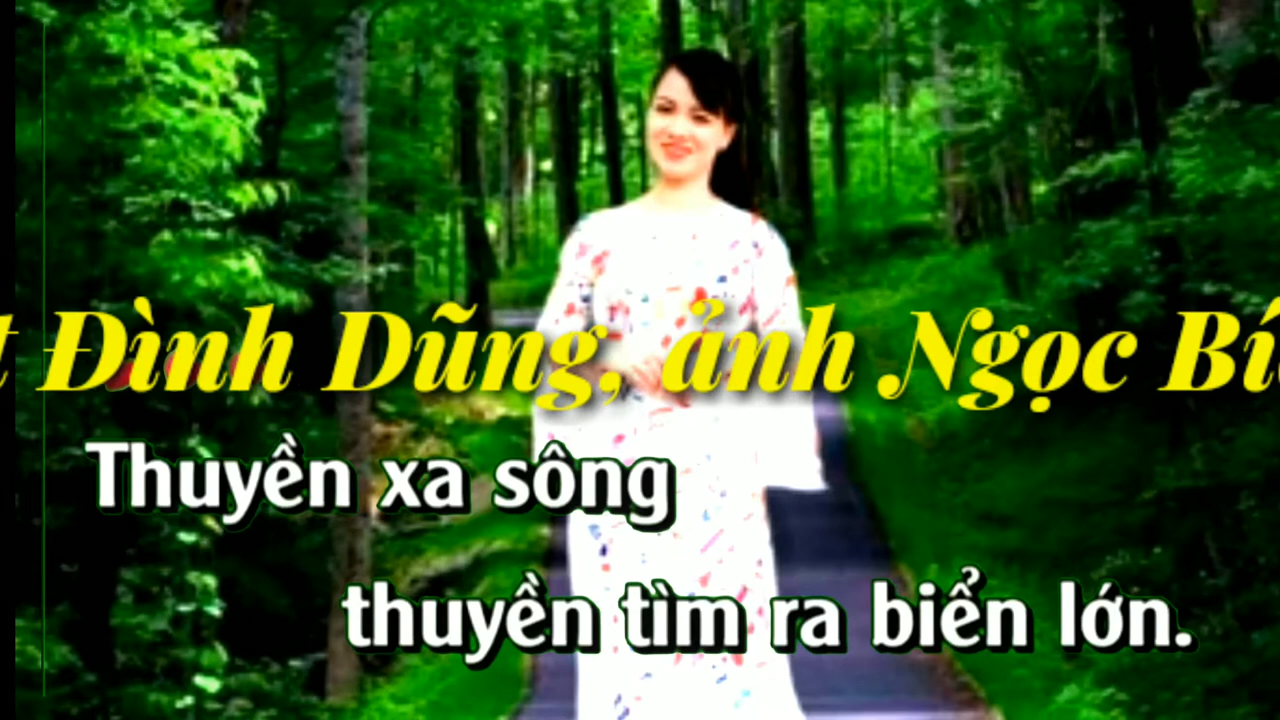 Đình Dũng, ảnh Ngọc
Thuyền xa sông
thuyền tìm ra biển lớn.